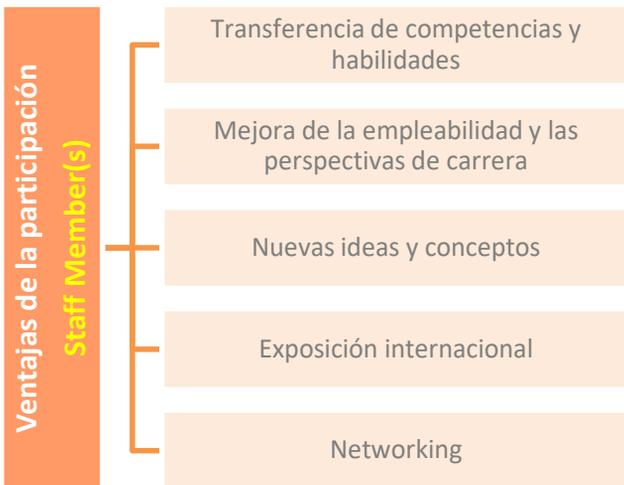 Ventajas de la participación
Staff Member(s)
Transferencia de competencias y
habilidades
Mejora de la empleabilidad y las
perspectivas de carrera
Nuevas ideas y conceptos
Exposición internacional
Networking